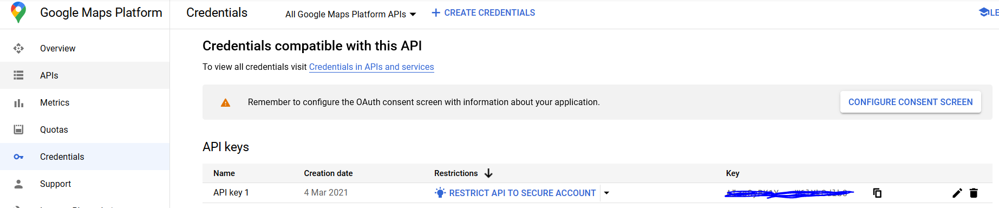 Google Maps Platform
Credentials
All Google Maps Platform APIs
CREATE CREDENTIALS
LE
Overview
APIs
Metrics
Quotas
Credentials
Support
Credentials compatible with this API
To view all credentials visit Credentials in APIs and services
Remember to configure the OAuth consent screen with information about your application.
CONFIGURE CONSENT SCREEN
API keys
Name Creation date Restrictions Key
API key 1 4 Mar 2021 RESTRICT API TO SECURE ACCOUNT